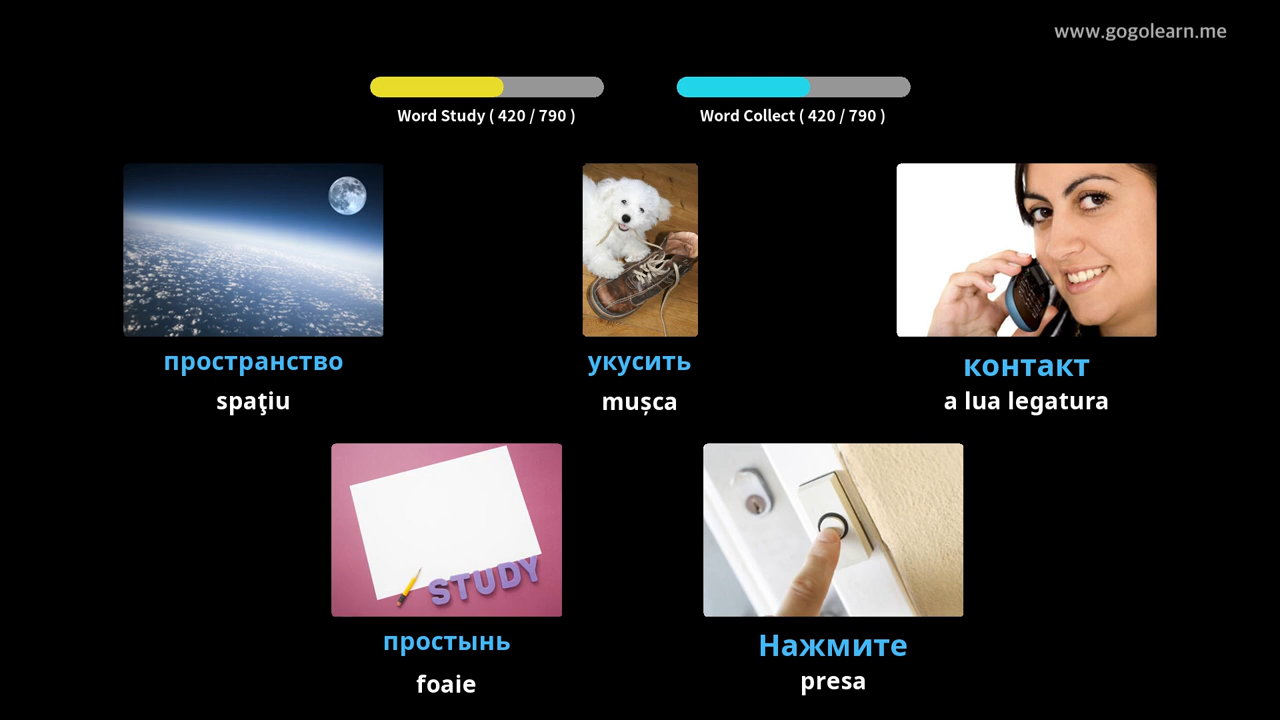 www.gogolearn.me
Word Study ( 420 / 790 )
Word Collect ( 420 / 790 )
пространство
укусить
контакт
spaţiu
mușca
a lua legatura
STUDY
простынь
Нажмите
foaie
presa